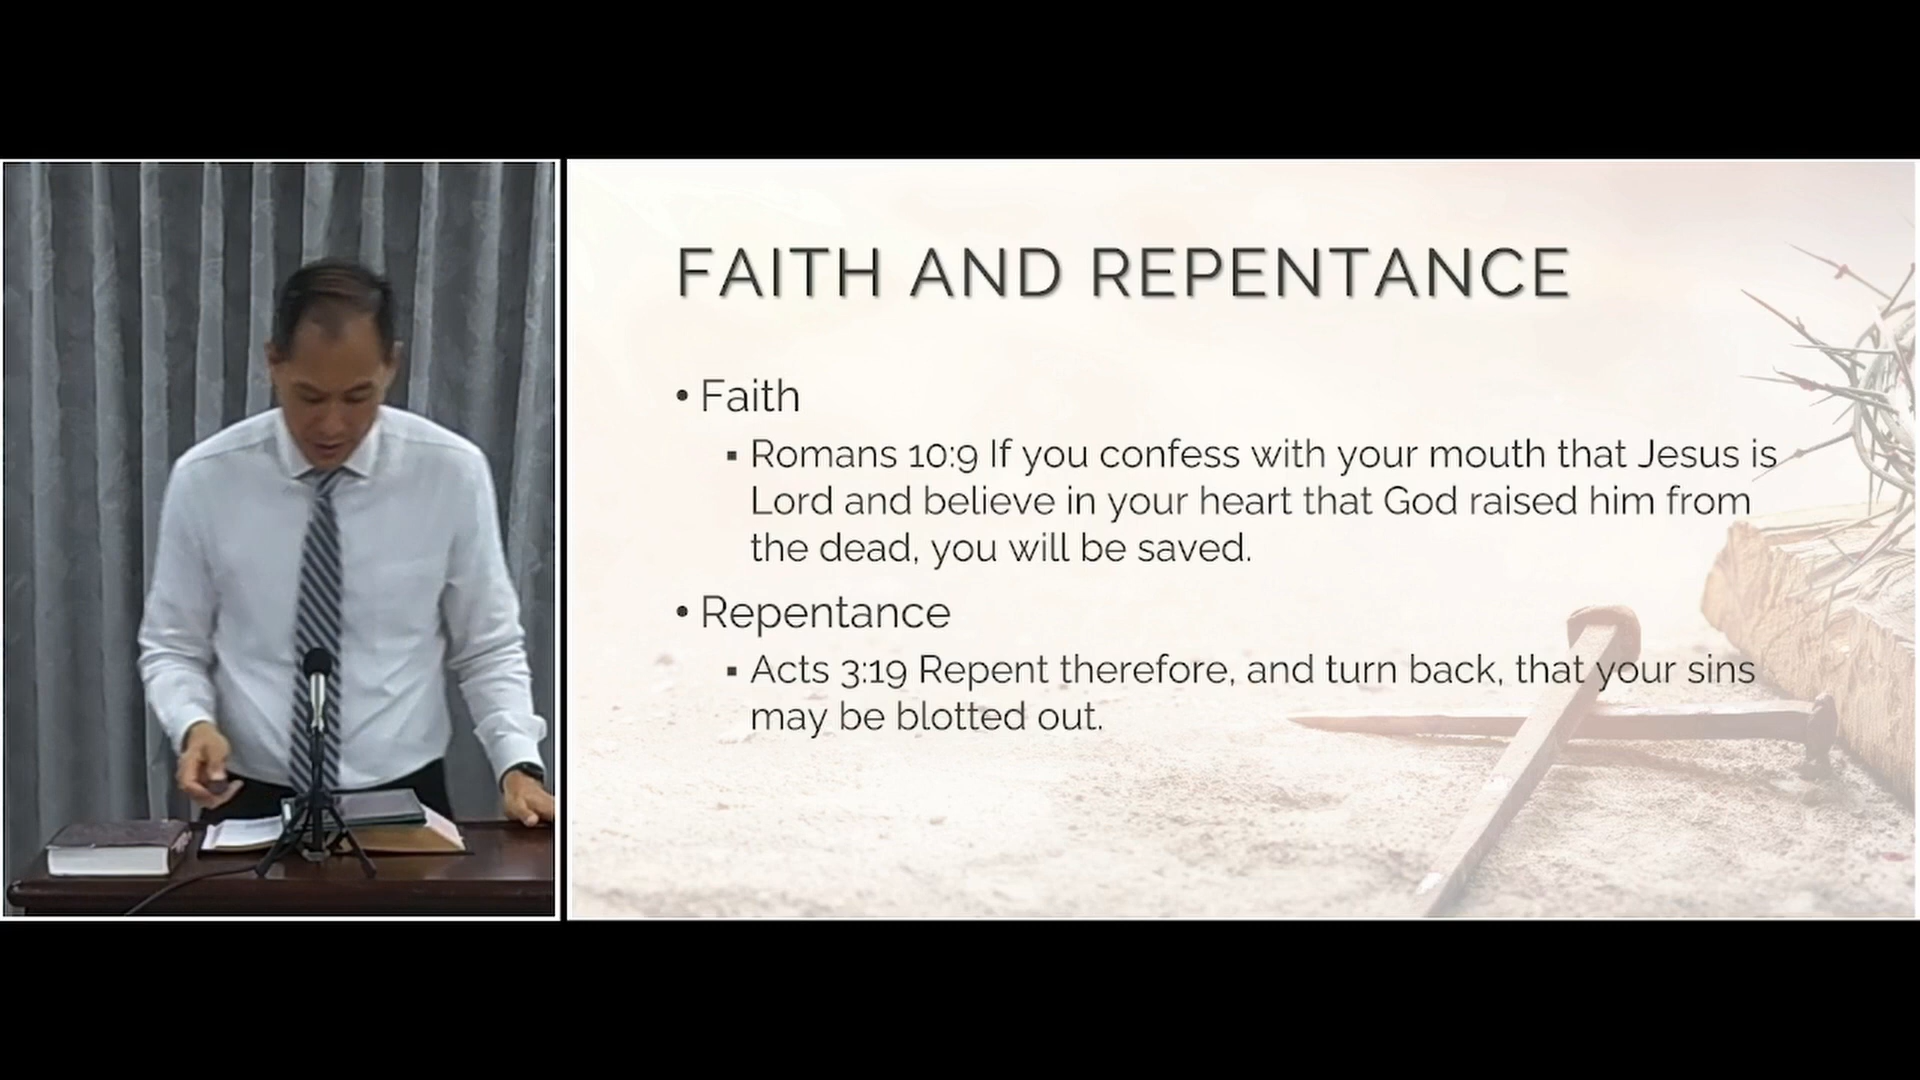 FAITH AND REPENTANCE
• Faith
▪ Romans 10:9 If you confess with your mouth that Jesus is
Lord and believe in your heart that God raised him from
the dead, you will be saved.
• Repentance
▪ Acts 3:19 Repent therefore, and turn back, that your sins
may be blotted out.